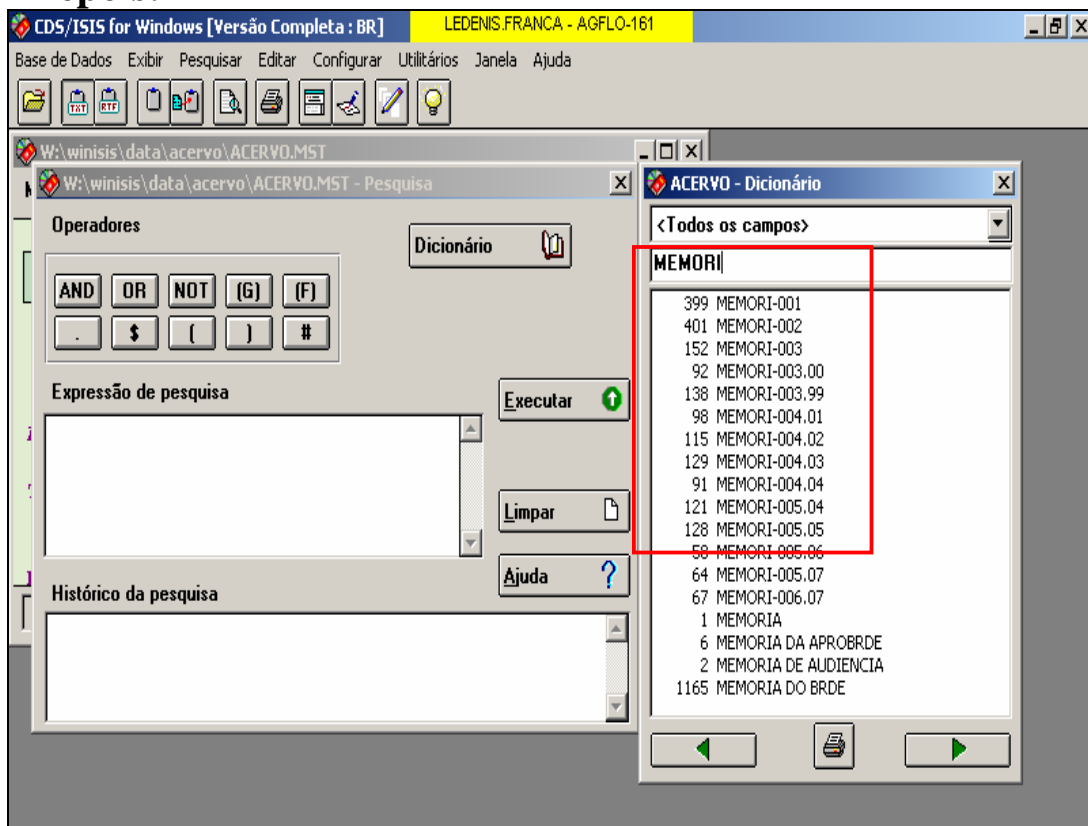 CDS/ISIS for Windows [Versão Completa : BR]
LEDENIS.FRANCA - AGFLO-161
Base de Dados Exibir Pesquisar Editar Configurar Utilitários Janela Ajuda
TXT RTF
W:\winisis\data\acervo\ACERVO.MST
W:\winisis\data\acervo\ACERVO.MST - Pesquisa
Operadores
Dicionário
AND OR NOT (G) (F)
. $ ( ) #
Expressão de pesquisa
Executar
Limpar
Ajuda
Histórico da pesquisa
ACERVO - Dicionário
<Todos os campos>
MEMORI
399 MEMORI-001
401 MEMORI-002
152 MEMORI-003
92 MEMORI-003.00
138 MEMORI-003.99
98 MEMORI-004.01
115 MEMORI-004.02
129 MEMORI-004.03
91 MEMORI-004.04
121 MEMORI-005.04
128 MEMORI-005.05
58 MEMORI-005.06
64 MEMORI-005.07
67 MEMORI-006.07
1 MEMORIA
6 MEMORIA DA APROBRDE
2 MEMORIA DE AUDIENCIA
1165 MEMORIA DO BRDE